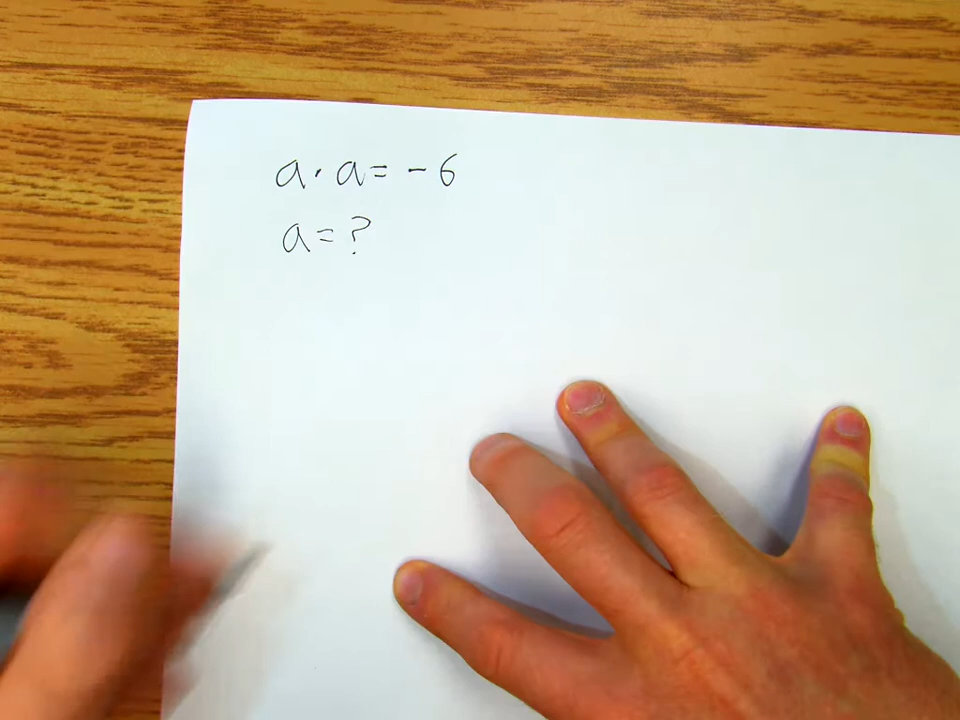 a · a = -6
a = ?